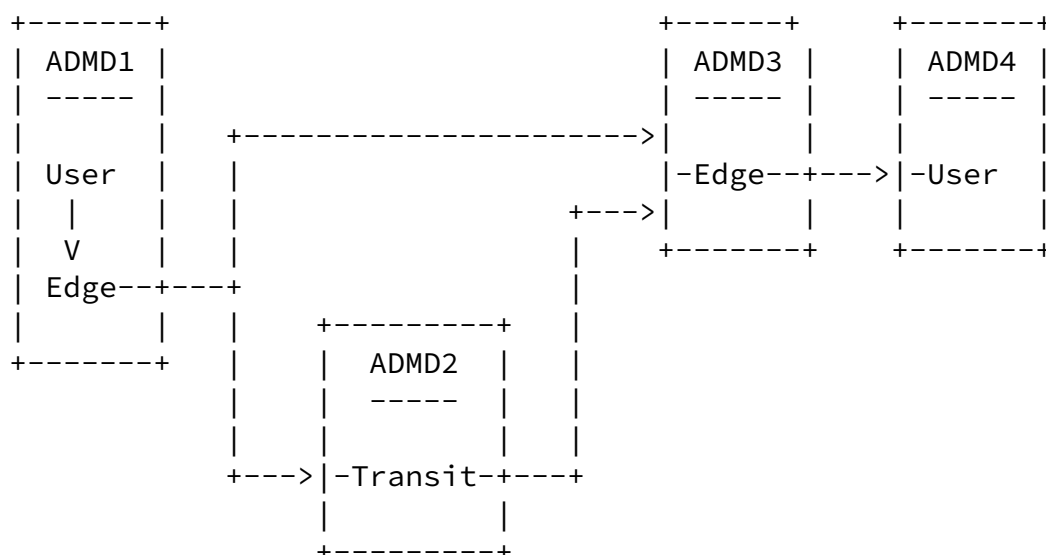 ADMD1 ADMD3 ADMD4
----- ----- -----
User -Edge--+--->|-User
V
Edge--+---+
ADMD2
-----
+--->|-Transit-+---+